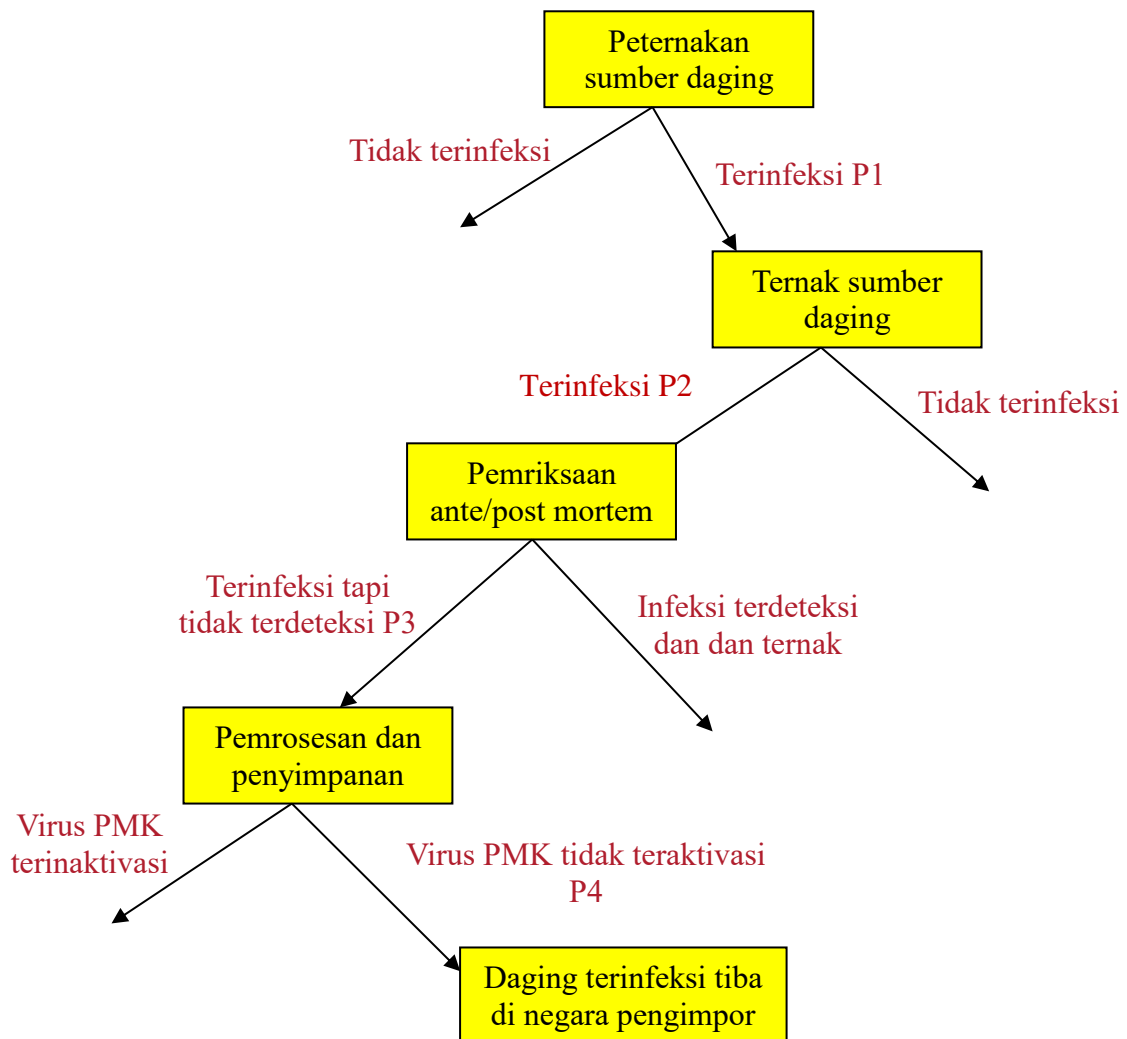 Peternakan
sumber daging
Tidak terinfeksi
Terinfeksi P1
Ternak sumber
daging
Terinfeksi P2
Tidak terinfeksi
Pemriksaan
ante/post mortem
Terinfeksi tapi
tidak terdeteksi P3
Infeksi terdeteksi
dan dan ternak
Pemrosesan dan
penyimpanan
Virus PMK
terinaktivasi
Virus PMK tidak teraktivasi
P4
Daging terinfeksi tiba
di negara pengimpor